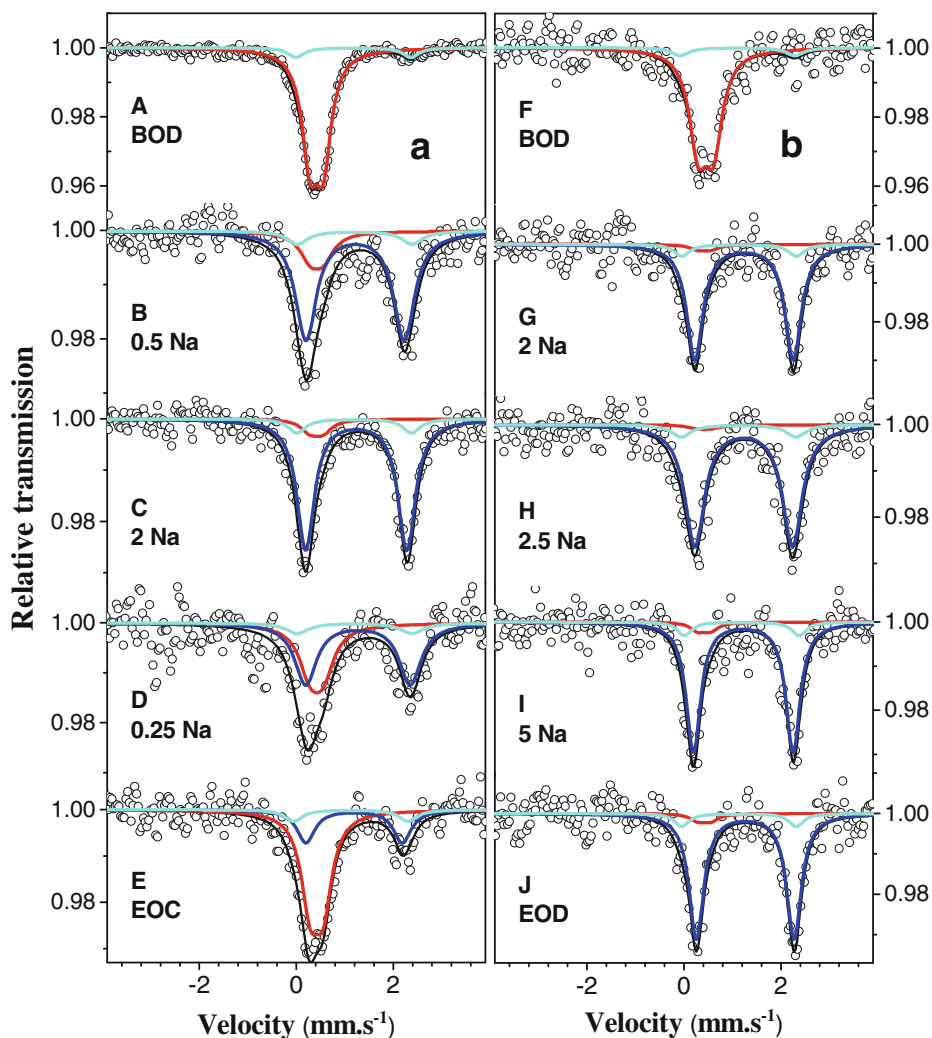 1.00
0.98
0.96
A
BOD
a
1.00
0.98
B
0.5 Na
1.00
0.98
C
2 Na
1.00
0.98
D
0.25 Na
1.00
0.98
E
EOC
-2
0
2
Velocity (mm.s-1)
Relative transmission
1.00
0.98
0.96
F
BOD
b
1.00
0.98
G
2 Na
1.00
0.98
H
2.5 Na
1.00
0.98
I
5 Na
1.00
0.98
J
EOD
-2
0
2
Velocity (mm.s-1)